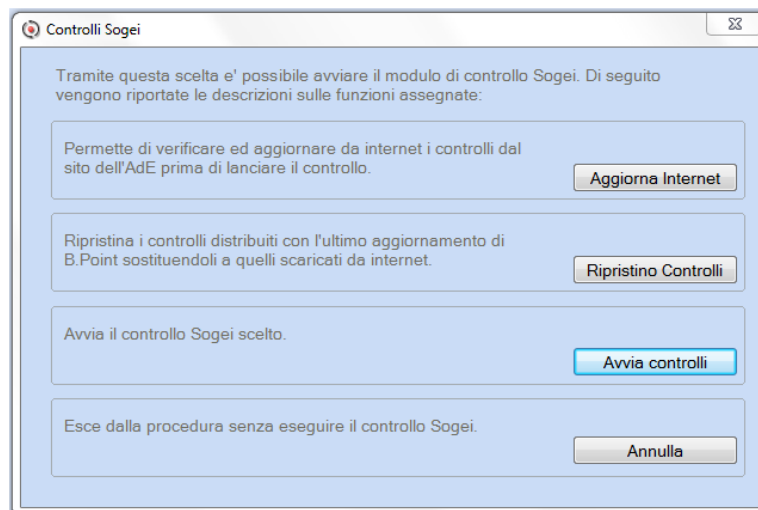 Controlli Sogei
Tramite questa scelta e' possibile avviare il modulo di controllo Sogei. Di seguito
vengono riportate le descrizioni sulle funzioni assegnate:
Permette di verificare ed aggiornare da internet i controlli dal
sito dell'AdE prima di lanciare il controllo.
Aggiorna Internet
Ripristina i controlli distribuiti con l'ultimo aggiornamento di
B.Point sostituendoli a quelli scaricati da internet.
Ripristino Controlli
Avvia il controllo Sogei scelto.
Avvia controlli
Esce dalla procedura senza eseguire il controllo Sogei.
Annulla